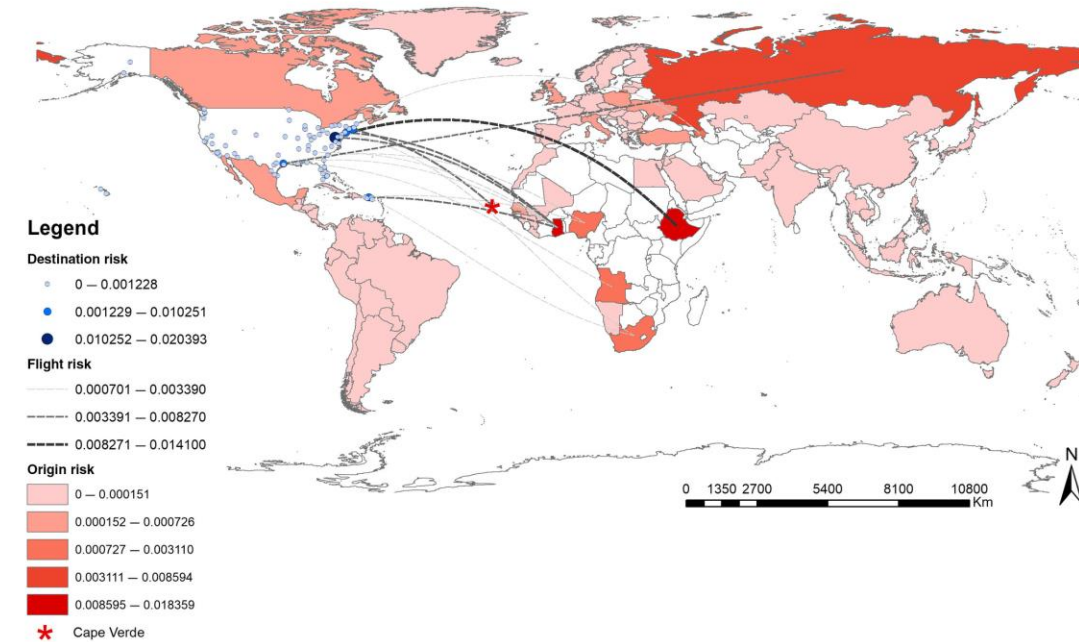 Legend
Destination risk
0 — 0.001228
0.001229 — 0.010251
0.010252 — 0.020393
Flight risk
0.000701 — 0.003390
0.003391 — 0.008270
0.008271 — 0.014100
Origin risk
0 — 0.000151
0.000152 — 0.000726
0.000727 — 0.003110
0.003111 — 0.008594
0.008595 — 0.018359
Cape Verde
N
0 1350 2700 5400 8100 10800
Km